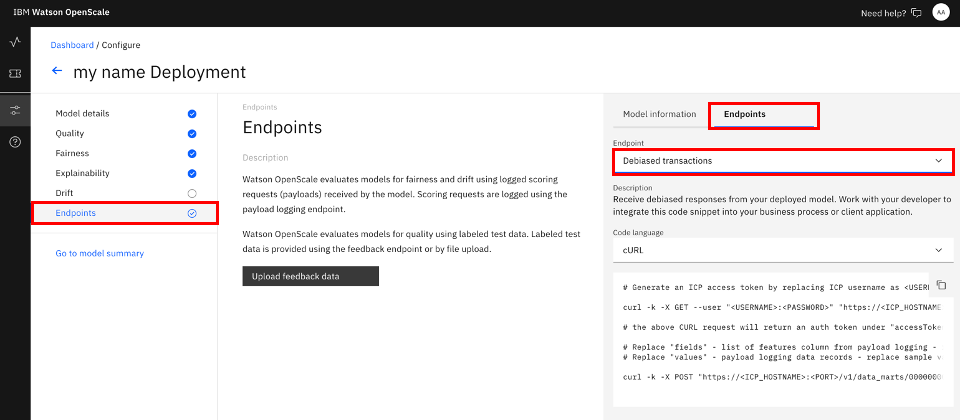 IBM Watson OpenScale
Need help?
AA
Dashboard / Configure
my name Deployment
Model details
Quality
Fairness
Explainability
Drift
Endpoints
Go to model summary
Endpoints
Endpoints
Description
Watson OpenScale evaluates models for fairness and drift using logged scoring
requests (payloads) received by the model. Scoring requests are logged using the
payload logging endpoint.
Watson OpenScale evaluates models for quality using labeled test data. Labeled test
data is provided using the feedback endpoint or by file upload.
Upload feedback data
Model information
Endpoints
Endpoint
Debiased transactions
Description
Receive debiased responses from your deployed model. Work with your developer to
integrate this code snippet into your business process or client application.
Code language
cURL
# Generate an ICP access token by replacing ICP username as
curl -k -X GET --user "<USERNAME>:<PASSWORD>" "https://<ICP_HOSTNAME
# the above CURL request will return an auth token under "accessToke
# Replace "fields" - list of features column from payload logging -
# Replace "values" - payload logging data records - replace sample
curl -k -X POST "https://<ICP_HOSTNAME>:<PORT>/v1/data_marts/0000000